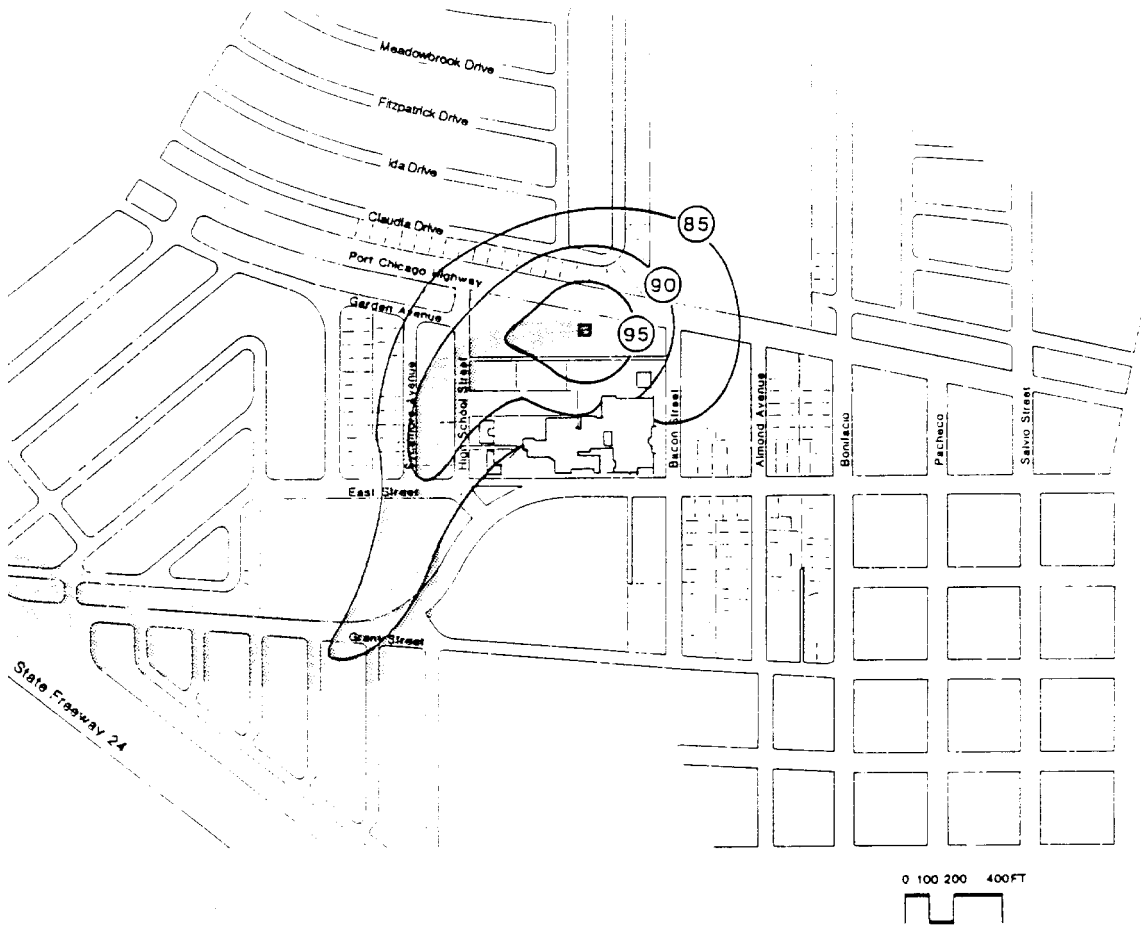 Meadowbrook Drive
Fitzpatrick Drive
Ida Drive
Claudia Drive
Port Chicago Highway
Garden Avenue
85
90
95
High School Street
Bacon Street
Almond Avenue
Bonifacio
Pacheco
Salvio Street
East Street
Grant Street
State Freeway 24
0 100 200 400FT